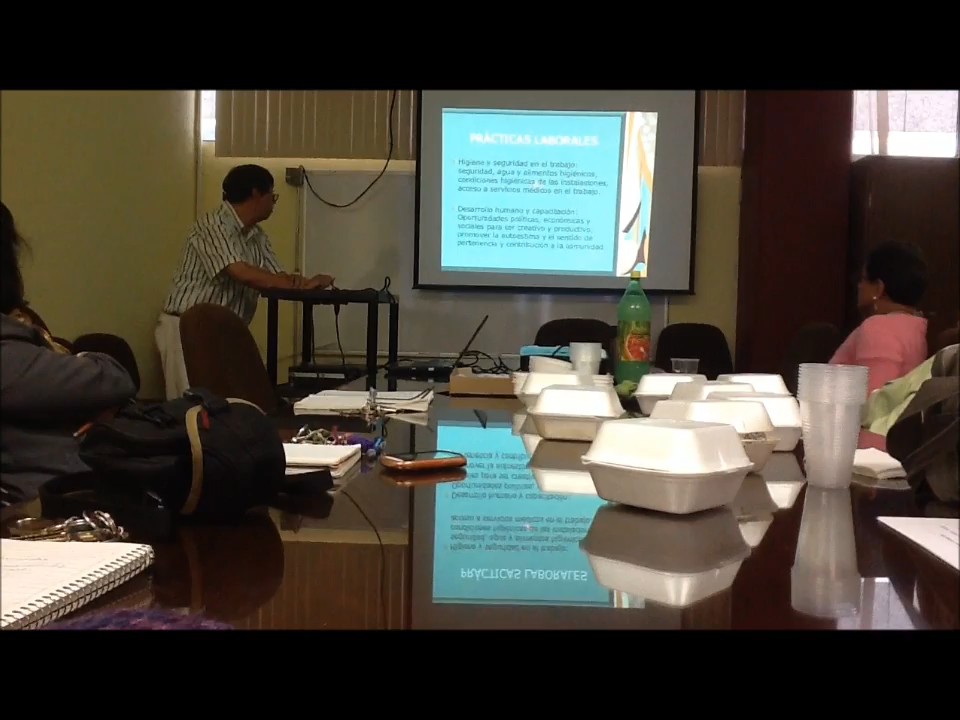 PRÁCTICAS LABORALES
Higiene y seguridad en el trabajo:
seguridad, agua y alimentos higiénicos,
condiciones higiénicas de las instalaciones,
acceso a servicios médicos en el trabajo.
Desarrollo humano y capacitación:
Oportunidades políticas, económicas y
sociales para ser creativo y productivo,
promover la autoestima y el sentido de
pertenencia y contribución a la comunidad